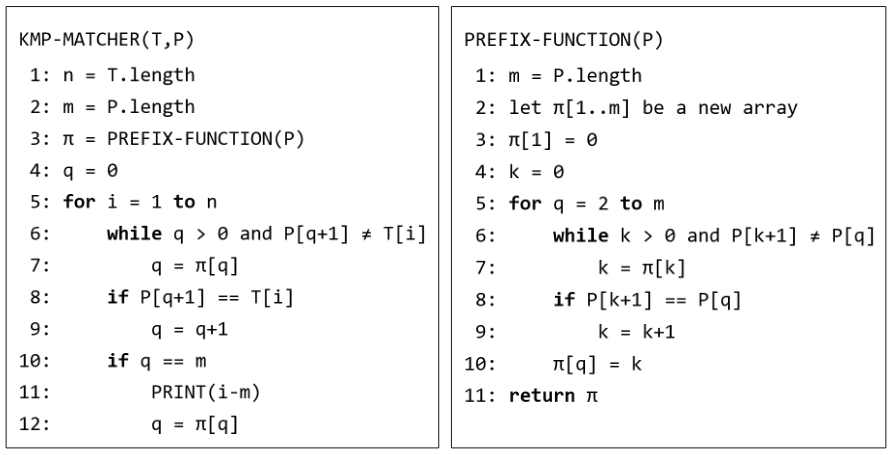 KMP-MATCHER(T,P)
1: n = T.length
2: m = P.length
3: π = PREFIX-FUNCTION(P)
4: q = 0
5: for i = 1 to n
6: while q > 0 and P[q+1] ≠ T[i]
7: q = π[q]
8: if P[q+1] == T[i]
9: q = q+1
10: if q == m
11: PRINT(i-m)
12: q = π[q]
PREFIX-FUNCTION(P)
1: m = P.length
2: let π[1..m] be a new array
3: π[1] = 0
4: k = 0
5: for q = 2 to m
6: while k > 0 and P[k+1] ≠ P[q]
7: k = π[k]
8: if P[k+1] == P[q]
9: k = k+1
10: π[q] = k
11: return π